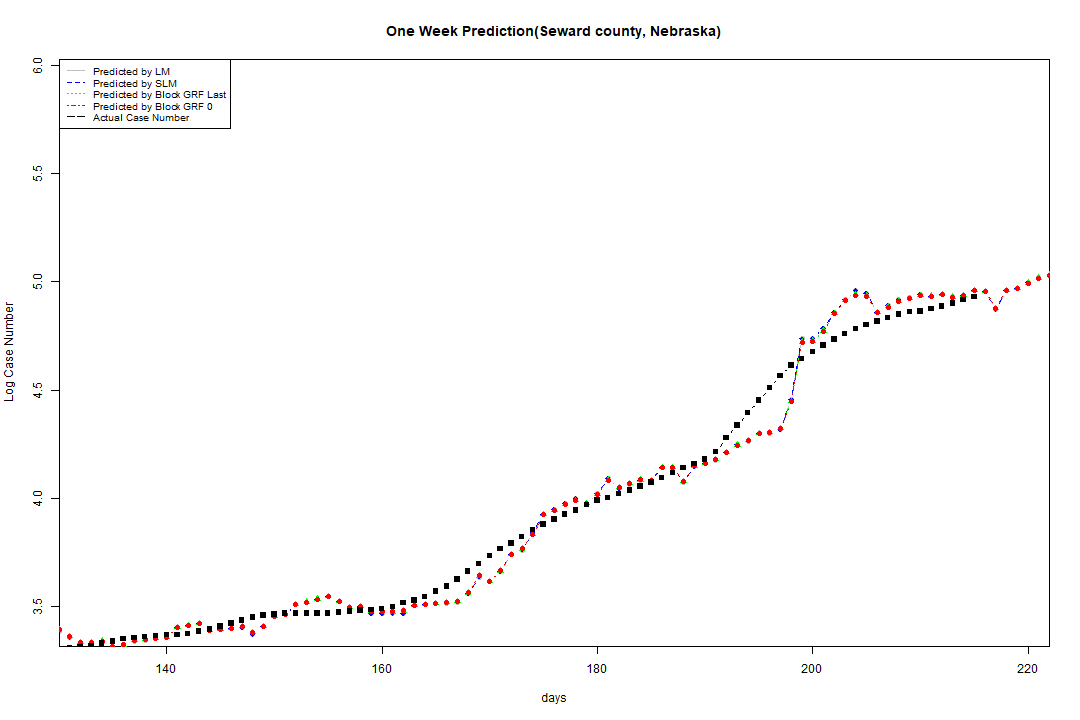 One Week Prediction(Seward county, Nebraska)
Predicted by LM
Predicted by SLM
Predicted by Block GRF Last
Predicted by Block GRF 0
Actual Case Number
6.0
5.5
5.0
4.5
4.0
3.5
Log Case Number
140 160 180 200 220
days